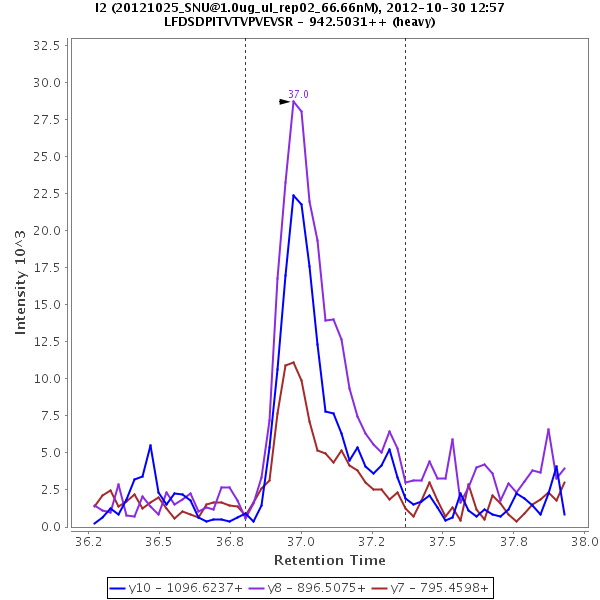 I2 (20121025_SNU@1.0ug_ul_rep02_66.66nM), 2012-10-30 12:57
LFDSDPITVTVPVEVSR - 942.5031++ (heavy)
32.5
30.0
27.5
25.0
22.5
20.0
17.5
15.0
12.5
10.0
7.5
5.0
2.5
0.0
Intensity 10^3
37.0
36.2 36.5 36.8 37.0 37.2 37.5 37.8 38.0
Retention Time
y10 - 1096.6237+ y8 - 896.5075+ y7 - 795.4598+